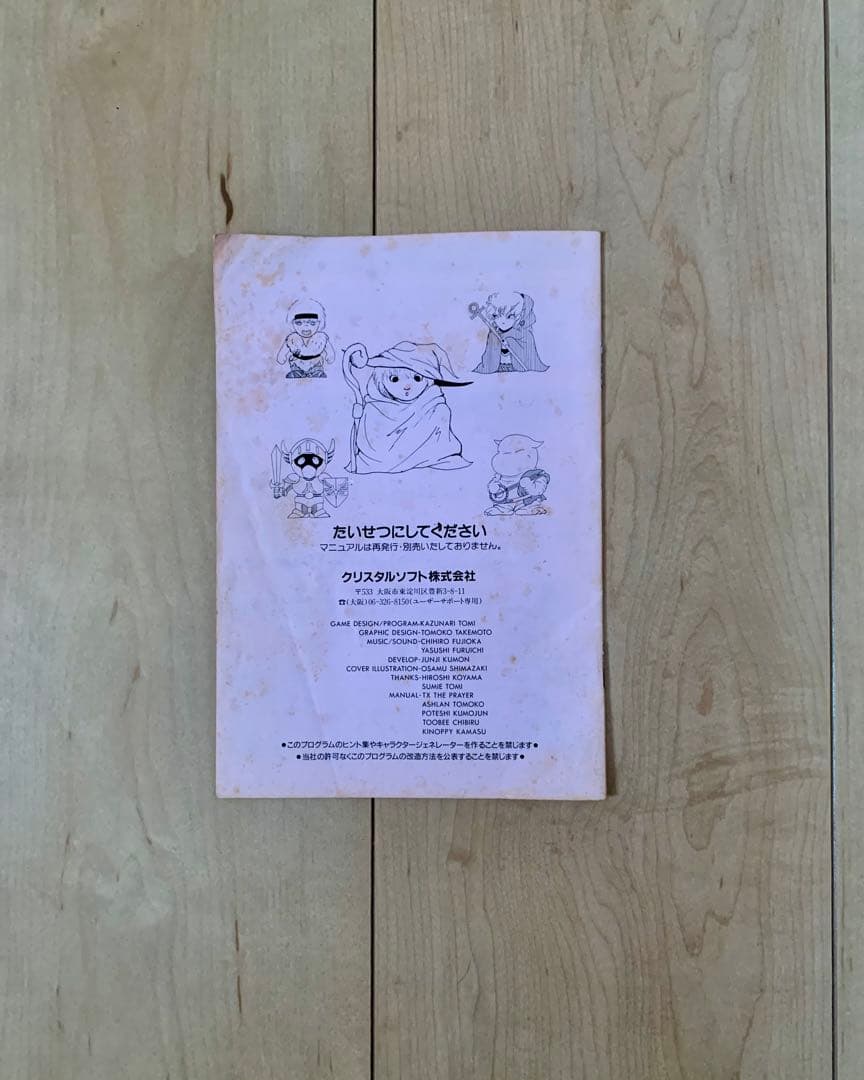 たいせつにしてください
マニュアルは再発行・別売いたしておりません。
クリスタルソフト株式会社
〒533 大阪市東淀川区豊新3-8-11
☎(大阪)06-326-8150(ユーザーサポート専用)
GAME DESIGN/PROGRAM-KAZUNARI TOMI
GRAPHIC DESIGN-TOMOKO TAKEMOTO
MUSIC/SOUND-CHIHIRO FUJIOKA
YASUSHI FURUICHI
DEVELOP-JUNJI KUMON
COVER ILLUSTRATION-OSAMU SHIMAZAKI
THANKS-HIROSHI KOYAMA
SUMIE TOMI
MANUAL-TX THE PRAYER
ASHLAN TOMOKO
POTESHI KUMOJUN
TOOBEE CHIBIRU
KINOPPY KAMASU
●このプログラムのヒント集やキャラクタージェネレーターを作ることを禁じます●
●当社の許可なくこのプログラムの改造方法を公表することを禁じます●